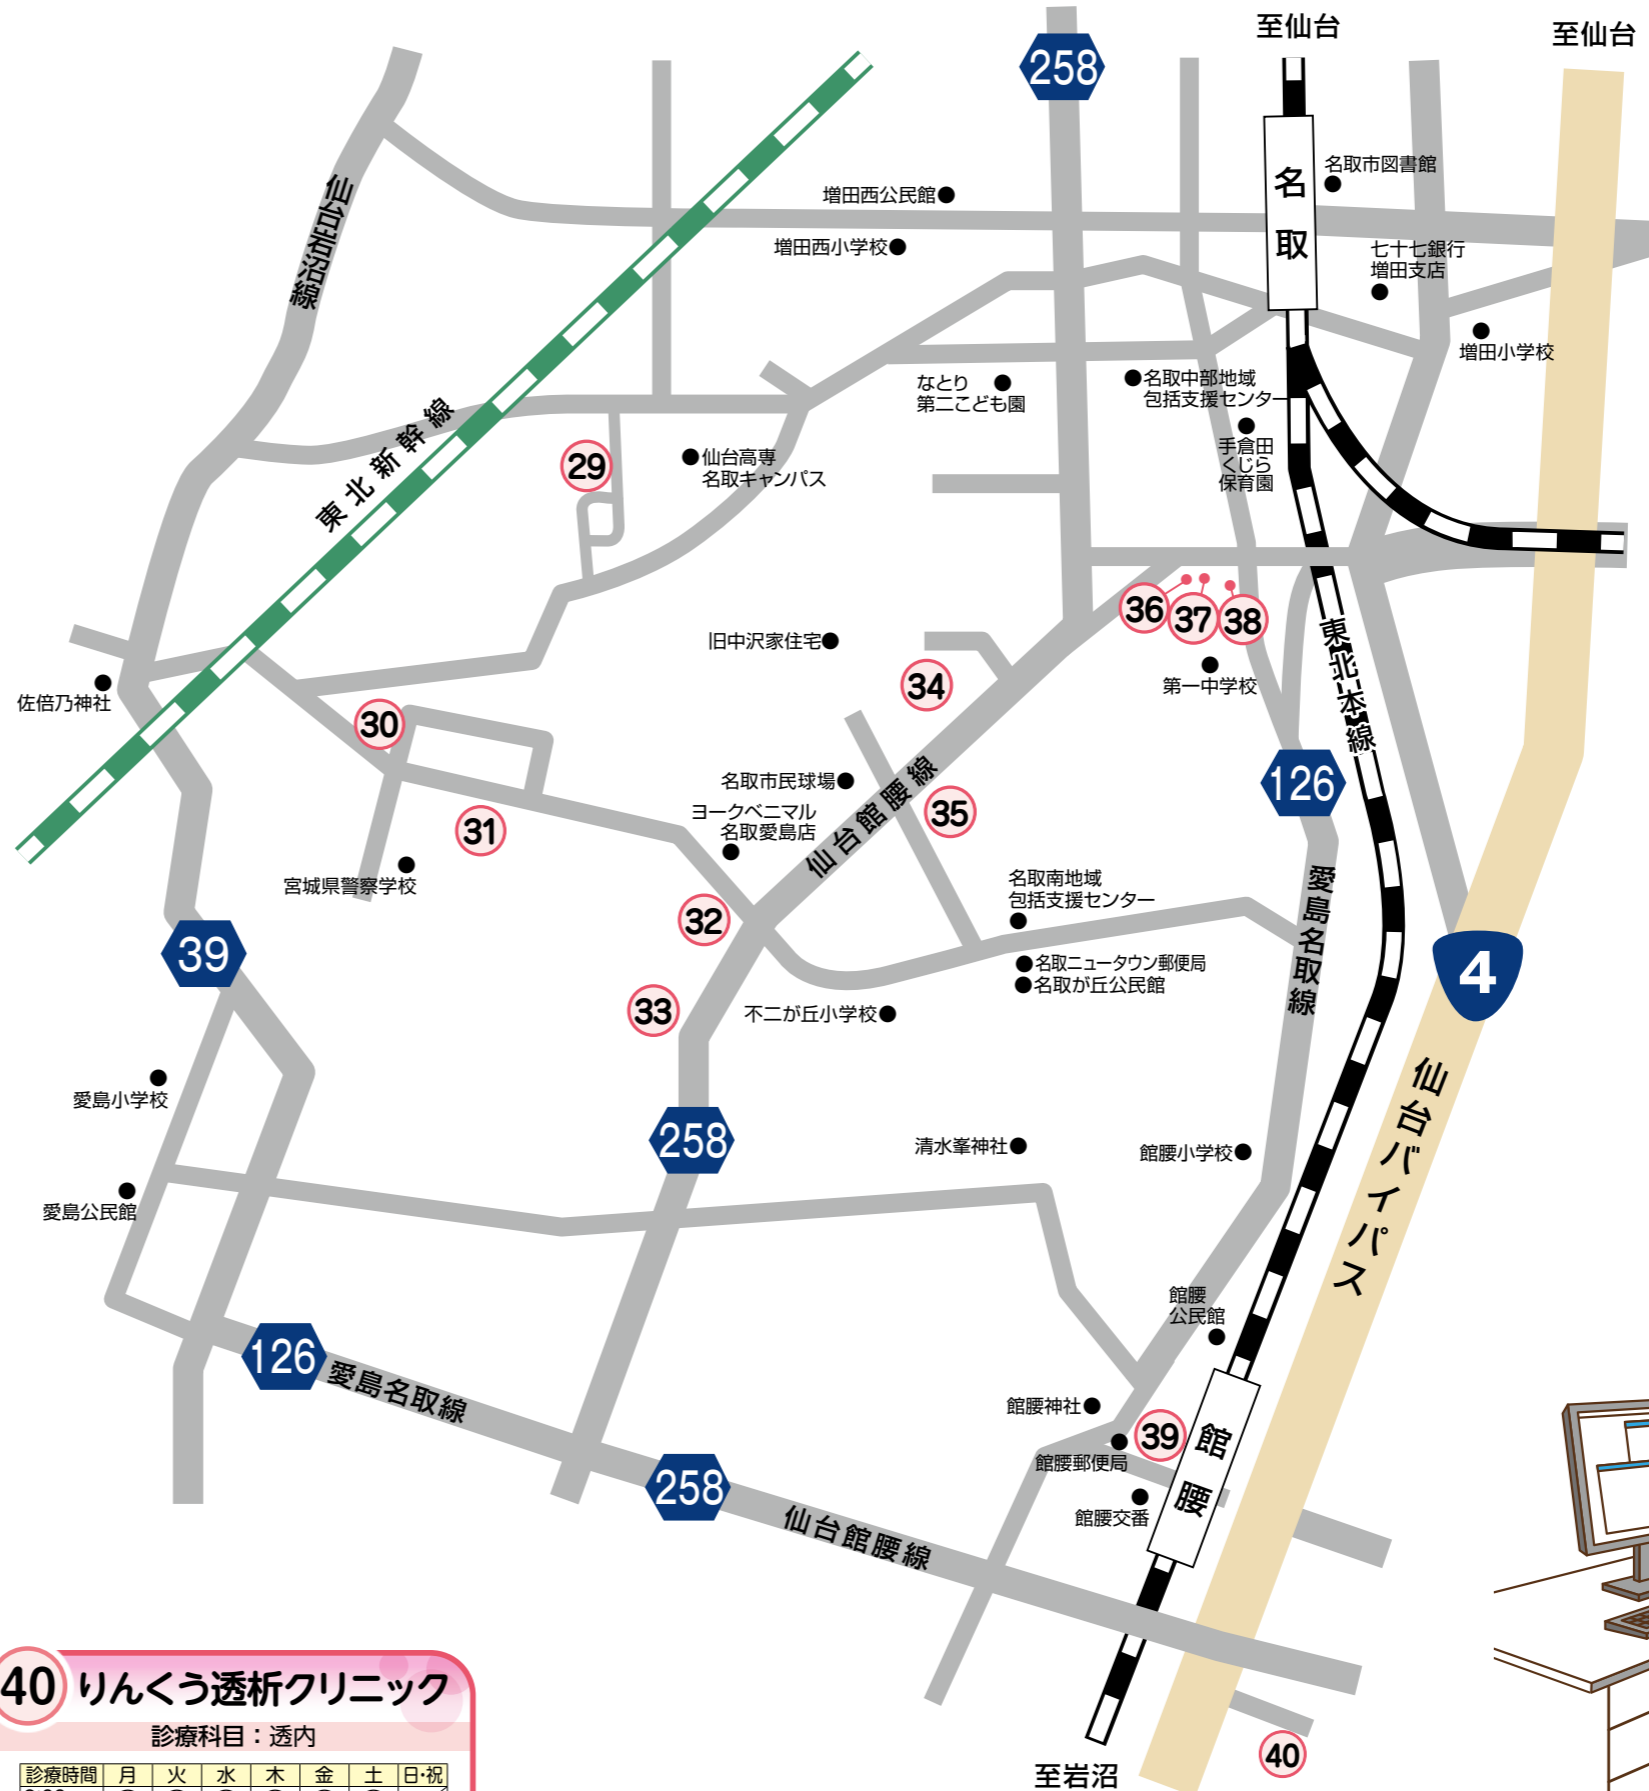 至仙台
至仙台
258
名取
名取市図書館
仙台岩沼線
増田西公民館
増田西小学校
七十七銀行
増田支店
増田小学校
なとり
第二こども園
名取中部地域
包括支援センター
東北新幹線
29
仙台高専
名取キャンパス
手倉田
くじら
保育園
36
37
38
旧中沢家住宅
第一中学校
東北本線
佐倍乃神社
34
30
名取市民球場
126
ヨークベニマル
名取愛島店
仙台館腰線
35
31
宮城県警察学校
名取南地域
包括支援センター
愛島名取線
32
39
名取ニュータウン郵便局
名取が丘公民館
4
33
不二が丘小学校
仙台バイパス
愛島小学校
258
清水峯神社
館腰小学校
愛島公民館
館腰
公民館
126
愛島名取線
館腰神社
39
館腰
館腰郵便局
258
館腰交番
仙台館腰線
40
至岩沼
40 りんくう透析クリニック
診療科目：透内
診療時間 月 火 水 木 金 土 日・祝